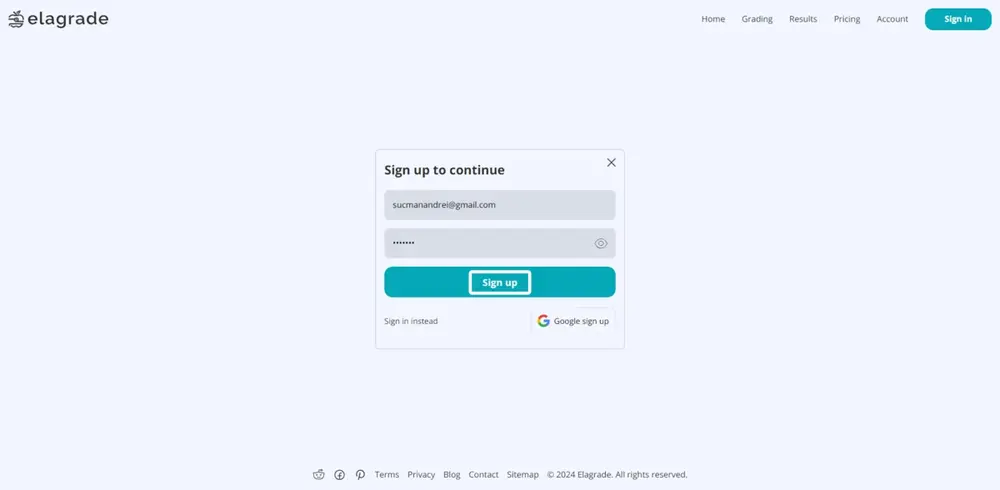 elagrade
Home Grading Results Pricing Account Sign in
Sign up to continue
sucmanandrei@gmail.com
•••••••
Sign up
Sign in instead Google sign up
Terms Privacy Blog Contact Sitemap © 2024 Elagrade. All rights reserved.